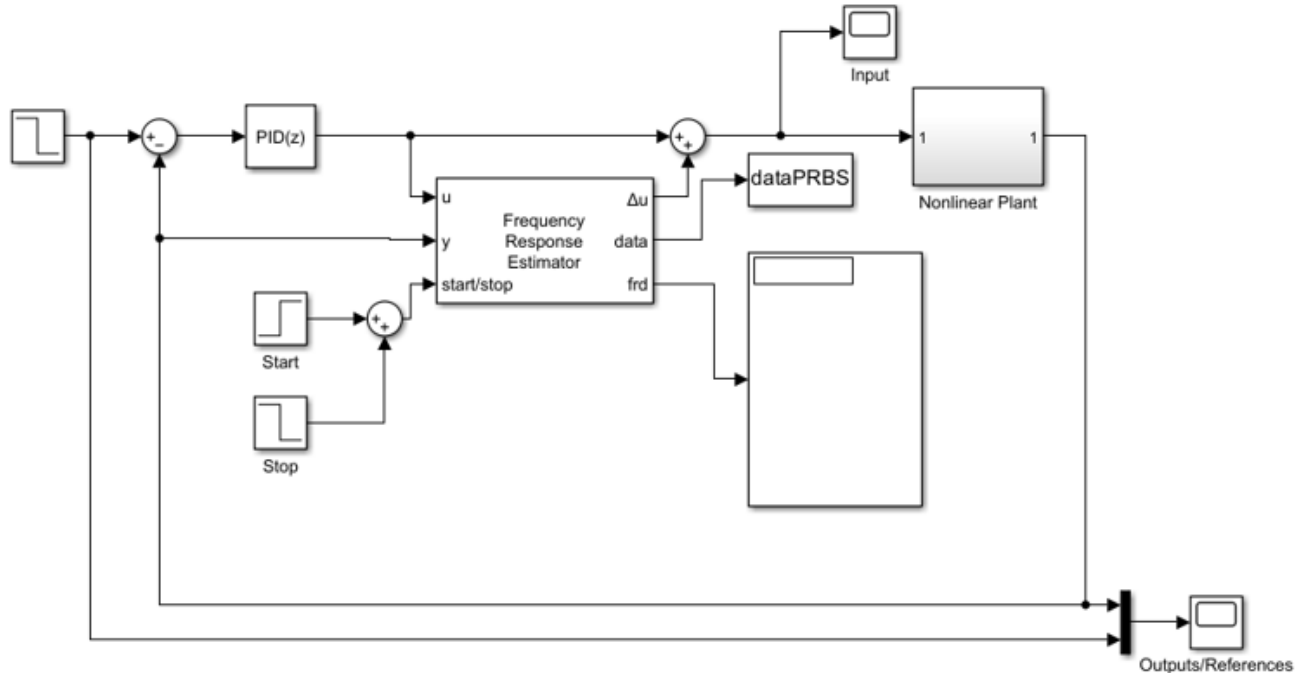 Input
+
−
PID(z)
+
+
1
1
dataPRBS
Nonlinear Plant
u
Δu
Frequency
Response
Estimator
y
data
start/stop
frd
+
+
Start
Stop
Outputs/References